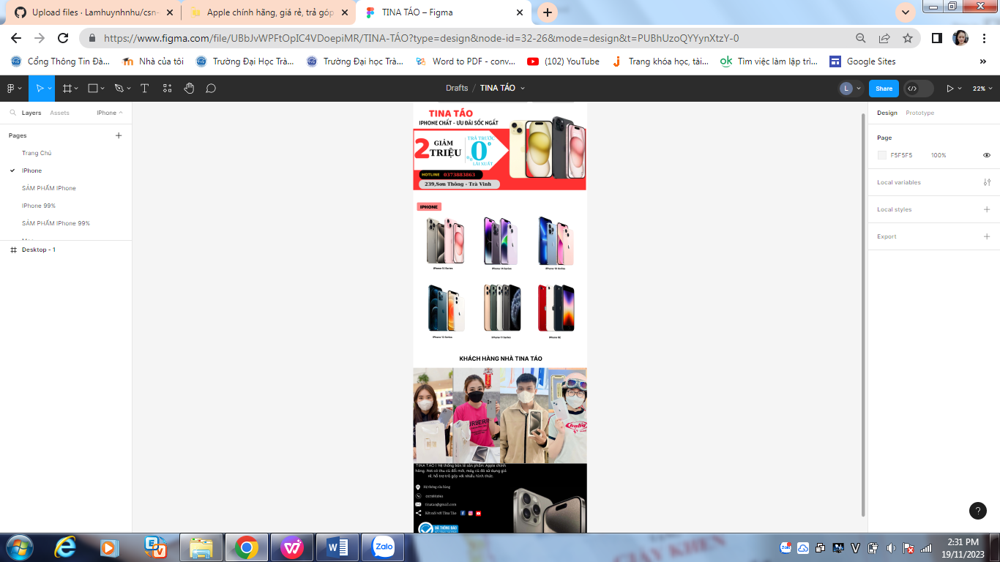 Upload files · Lamhuynhnhu/csn-
Apple chính hãng, giá rẻ, trả góp
TINA TÁO – Figma
https://www.figma.com/file/UBbJvWPFtOpIC4VDoepiMR/TINA-TÁO?type=design&node-id=32-26&mode=design&t=PUBhUzoQYYynXtzY-0
Cổng Thông Tin Đà...
Nhà của tôi
Trường Đại Học Trà...
Trường Đại học Trà...
Word to PDF - conv...
(102) YouTube
Trang khóa học, tài...
ok Tìm việc làm lập trì...
Google Sites
Drafts / TINA TÁO
L
Share
22%
Layers
Assets
IPhone
Design
Prototype
Pages
Trang Chủ
IPhone
SẢM PHẨM IPhone
IPhone 99%
SẢM PHẨM IPhone 99%
Desktop - 1
Page
F5F5F5
100%
Local variables
Local styles
Export
TINA TÁO
IPHONE CHẤT – ƯU ĐÃI SỐC NGẤT
2 GIẢM
TRIỆU
TRẢ TRƯỚC
0đ
0%
LÃI SUẤT
HOTLINE 0373883863
239,Sơn Thông - Trà Vinh
IPHONE
iPhone 15 Series
iPhone 14 Series
iPhone 13 Series
iPhone 12 Series
iPhone 11 Series
iPhone SE
KHÁCH HÀNG NHÀ TINA TÁO
TINA TÁO | Hệ thống bán lẻ sản phẩm Apple chính
hãng. Nơi có thu cũ đổi mới, máy cũ đã sử dụng giá
rẻ, hỗ trợ trả góp với nhiều hình thức.
Hệ thống cửa hàng
tinatao@gmail.com
Kết nối với Tina Táo
ĐÃ THÔNG BÁO
?
2:31 PM
19/11/2023